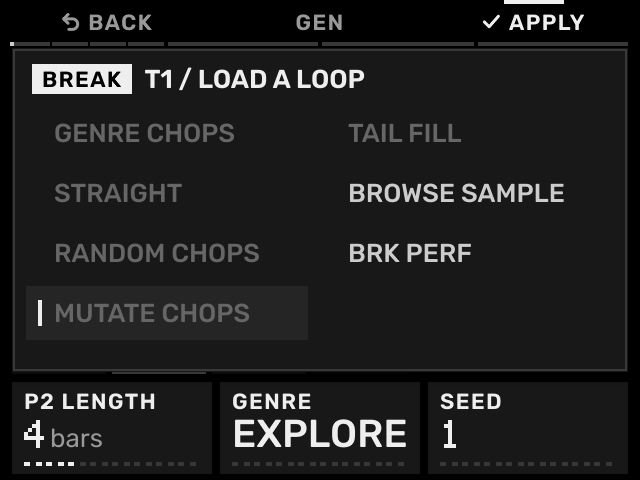 BACK GEN APPLY
BREAK T1 / LOAD A LOOP
GENRE CHOPS TAIL FILL
STRAIGHT BROWSE SAMPLE
RANDOM CHOPS BRK PERF
MUTATE CHOPS
P2 LENGTH GENRE SEED
4 bars EXPLORE 1